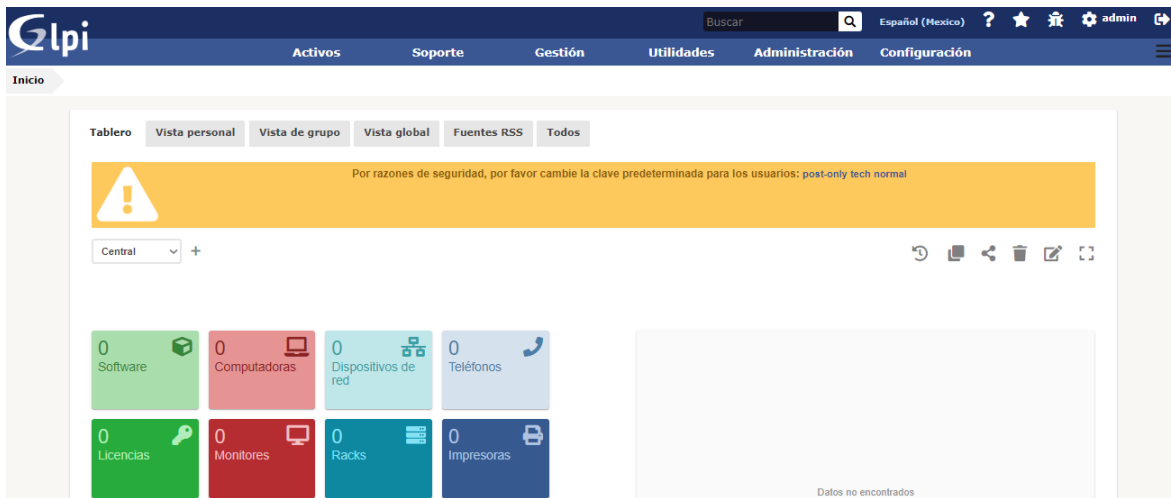 Glpi
Buscar
Español (Mexico) ? admin
Activos Soporte Gestión Utilidades Administración Configuración
Inicio
Tablero Vista personal Vista de grupo Vista global Fuentes RSS Todos
Por razones de seguridad, por favor cambie la clave predeterminada para los usuarios: post-only tech normal
Central +
0 0 0 0
Software Computadoras Dispositivos de red Teléfonos
0 0 0 0
Licencias Monitores Racks Impresoras
Datos no encontrados